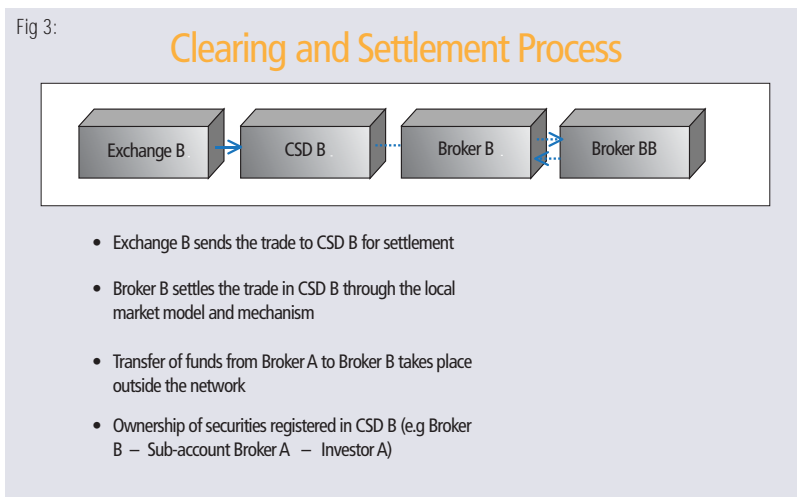 Fig 3:
Clearing and Settlement Process
Exchange B. CSD B. Broker B. Broker BB
• Exchange B sends the trade to CSD B for settlement
• Broker B settles the trade in CSD B through the local
market model and mechanism
• Transfer of funds from Broker A to Broker B takes place
outside the network
• Ownership of securities registered in CSD B (e.g Broker
B – Sub-account Broker A – Investor A)